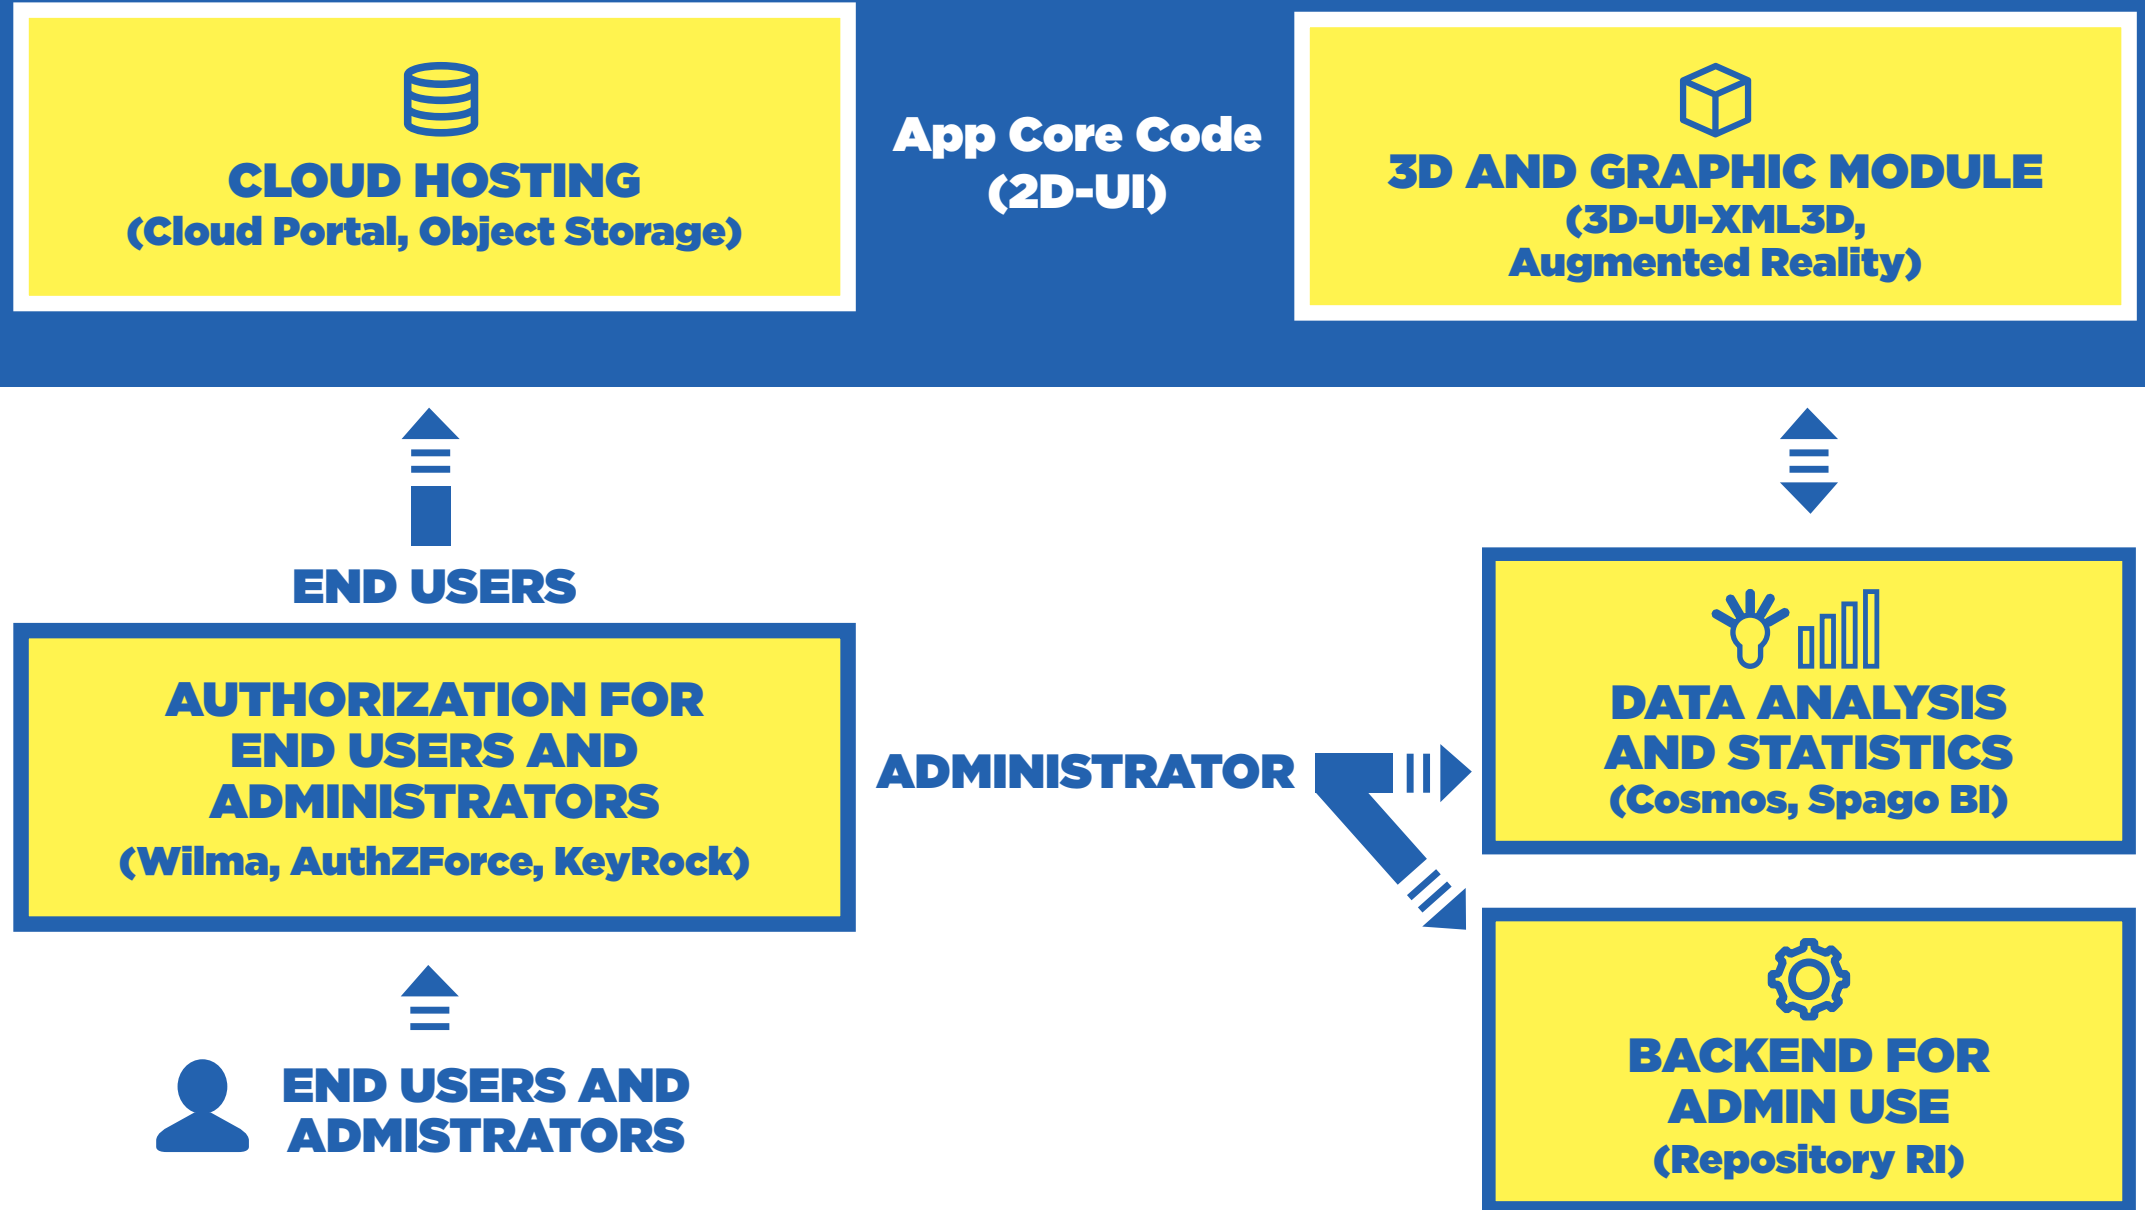 CLOUD HOSTING
(Cloud Portal, Object Storage)
App Core Code
(2D-UI)
3D AND GRAPHIC MODULE
(3D-UI-XML3D,
Augmented Reality)
END USERS
AUTHORIZATION FOR
END USERS AND
ADMINISTRATORS
(Wilma, AuthZForce, KeyRock)
ADMINISTRATOR
DATA ANALYSIS
AND STATISTICS
(Cosmos, Spago BI)
BACKEND FOR
ADMIN USE
(Repository RI)
END USERS AND
ADMISTRATORS